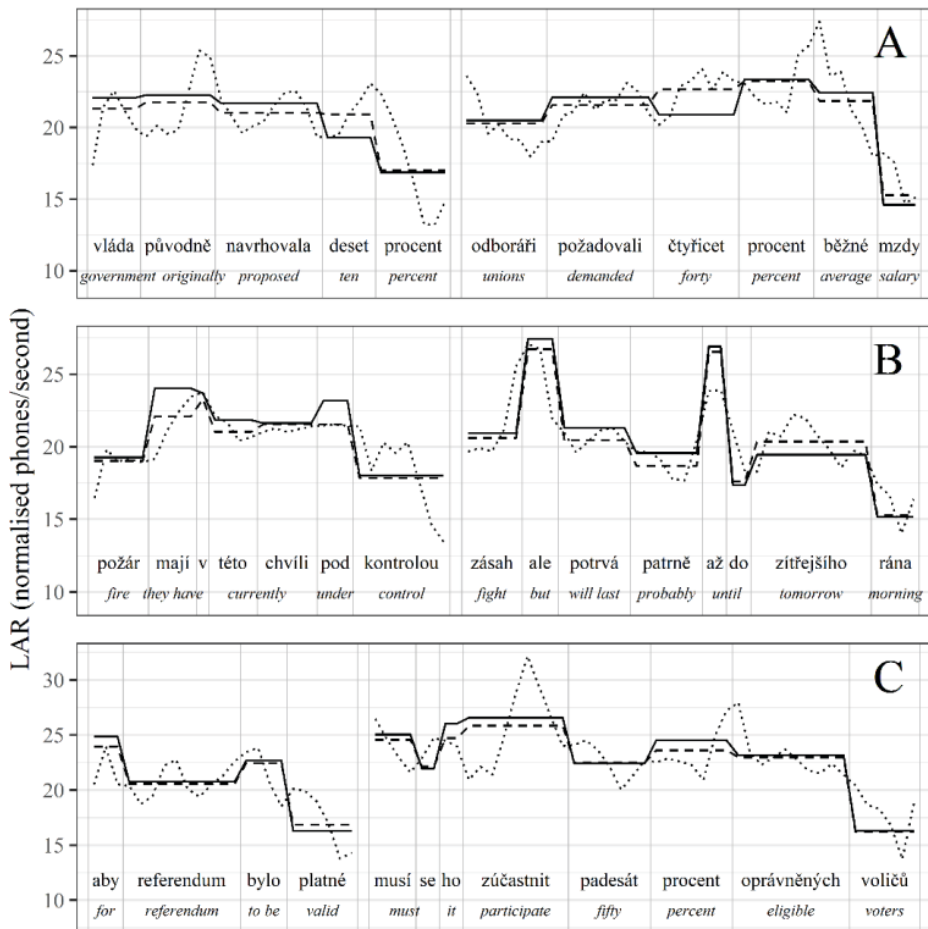 LAR (normalised phones/second)
A
25
20
15
10
vláda původně navrhovala deset procent odboráři požadovali čtyřicet procent běžné mzdy
government originally proposed ten percent unions demanded forty percent average salary
B
25
20
15
10
požár mají v této chvíli pod kontrolou zásah ale potrvá patrně až do zítřejšího rána
fire they have currently under control fight but will last probably until tomorrow morning
C
30
25
20
15
10
aby referendum bylo platné musí se ho zúčastnit padesát procent oprávněných voličů
for referendum to be valid must it participate fifty percent eligible voters